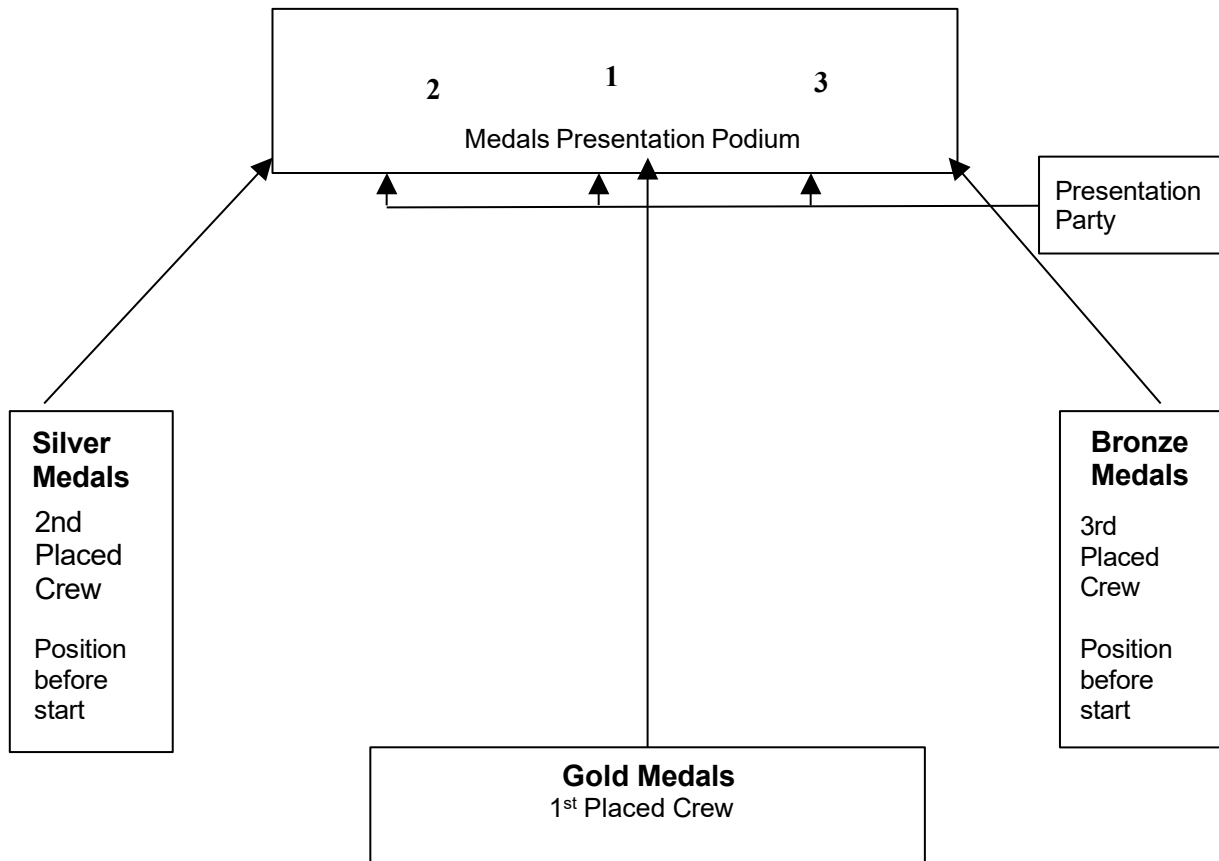 2 1 3
Medals Presentation Podium
Presentation
Party
Silver
Medals
2nd
Placed
Crew
Position
before
start
Bronze
Medals
3rd
Placed
Crew
Position
before
start
Gold Medals
1st Placed Crew